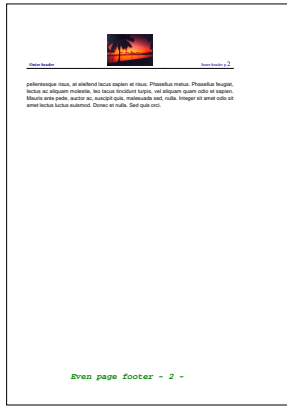 Outer header
Inner header p 2
pellentesque risus, at eleifend lacus sapien et risus. Phasellus metus. Phasellus feugiat,
lectus ac aliquam molestie, leo lacus tincidunt turpis, vel aliquam quam odio et sapien.
Mauris ante pede, auctor ac, suscipit quis, malesuada sed, nulla. Integer sit amet odio sit
amet lectus luctus euismod. Donec et nulla. Sed quis orci.
Even page footer - 2 -